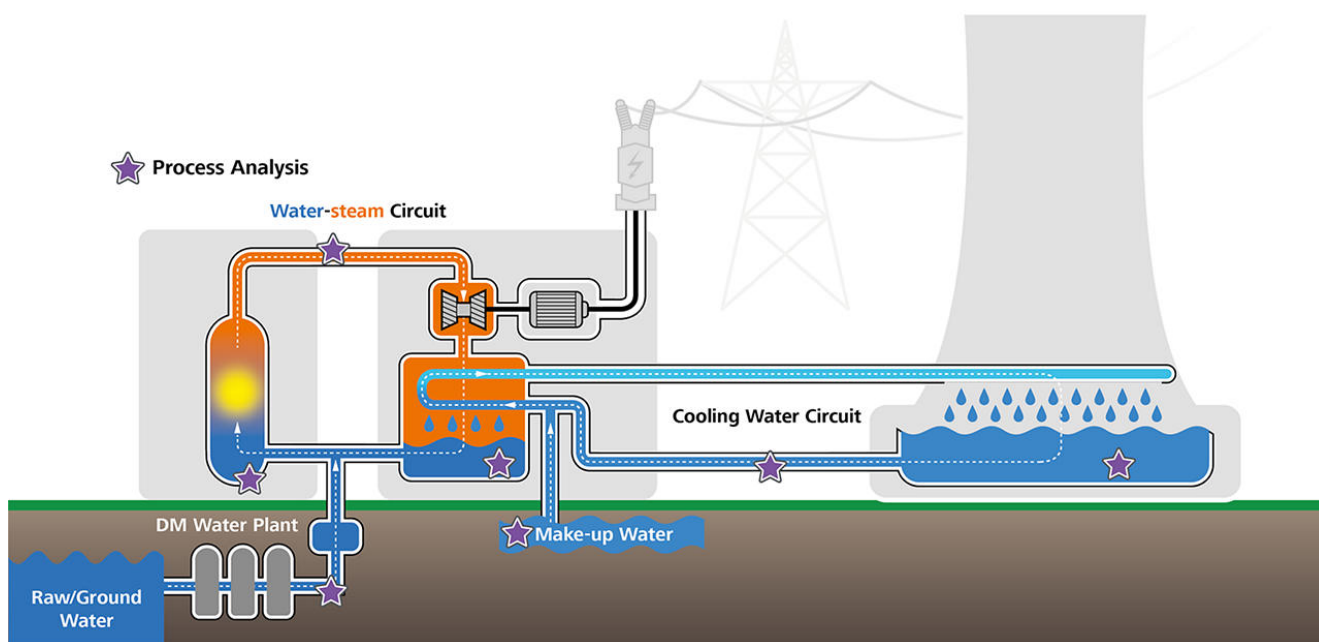 Process Analysis
Water-steam Circuit
Cooling Water Circuit
DM Water Plant
Make-up Water
Raw/Ground
Water